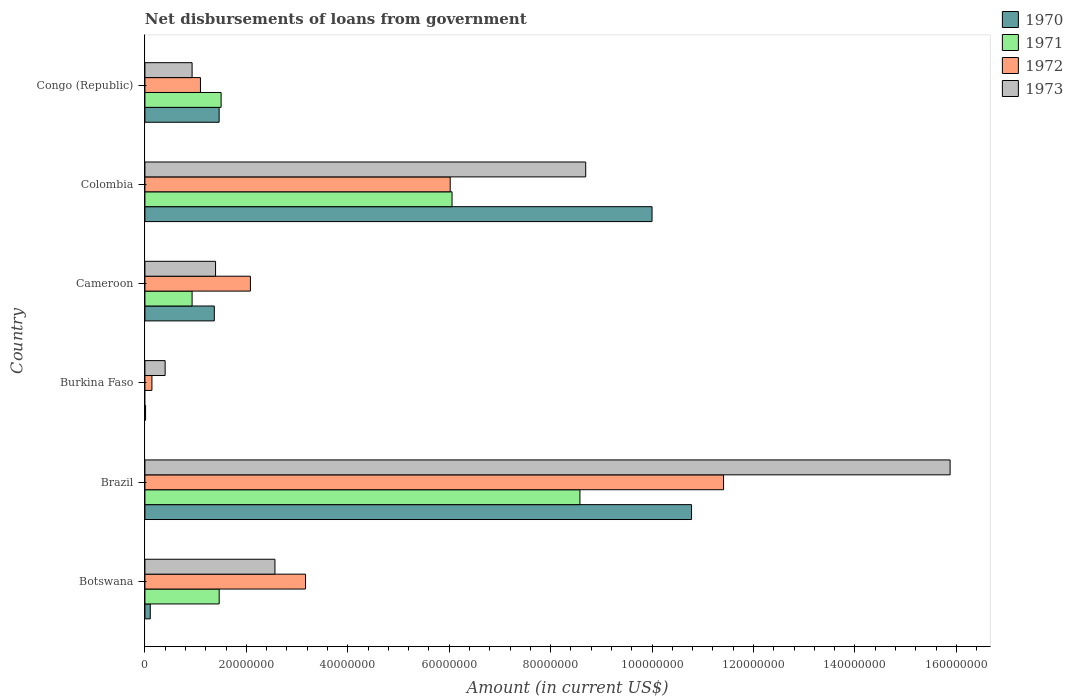 Net disbursements of loans from government
1970
1971
1972
1973
Country
Congo (Republic)
Colombia
Cameroon
Burkina Faso
Brazil
Botswana
20000000
40000000
60000000
80000000
100000000
120000000
140000000
160000000
Amount (in current US$)